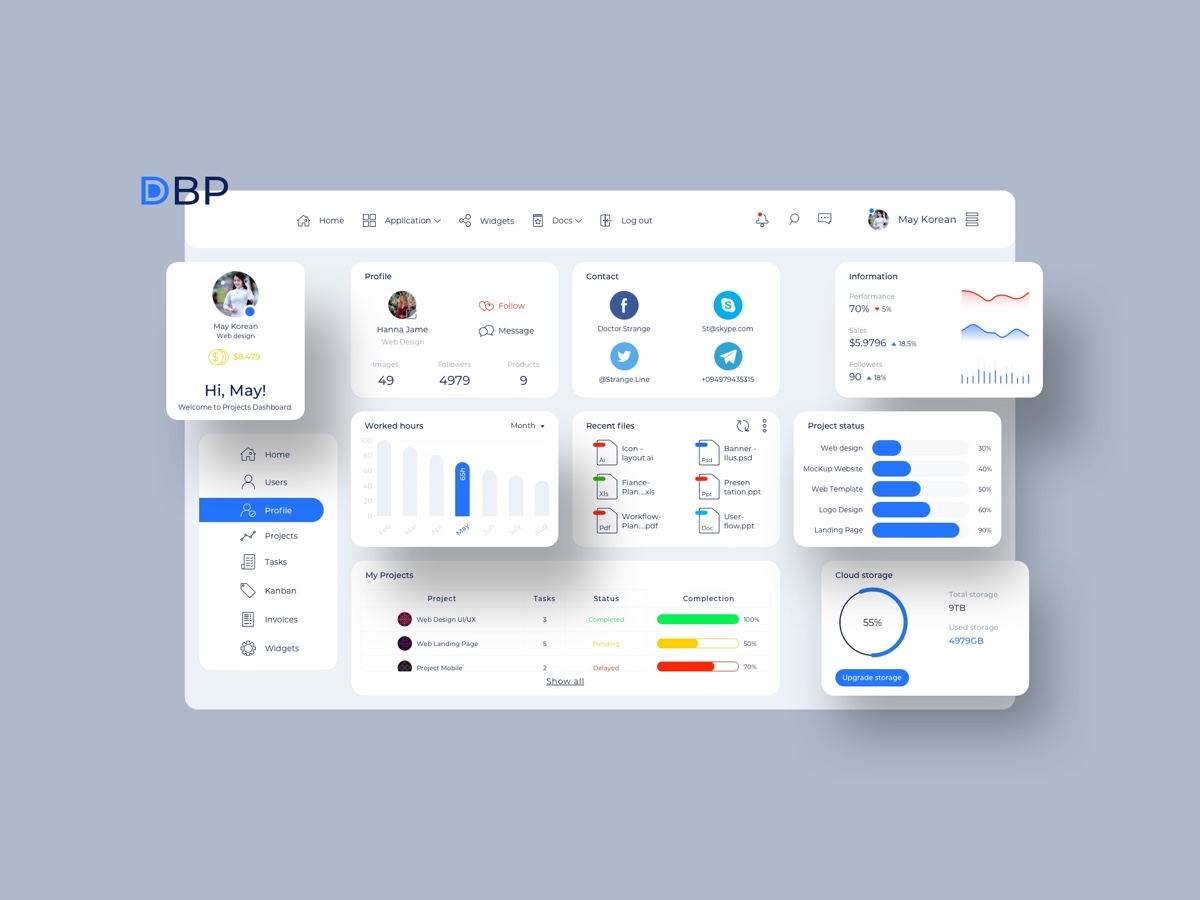 DBP
Home
Application
Widgets
Docs
Log out
May Korean
May Korean
Web design
$8.479
Hi, May!
Welcome to Projects Dashboard.
Home
Users
Profile
Projects
Tasks
Kanban
Invoices
Widgets
Profile
Hanna Jame
Web Design
Follow
Message
Images
Followers
Products
49
4979
9
Contact
Doctor.Strange
St@skype.com
@Strange.Line
+094979435315
Information
Performance
70% 5%
Sales
$5.9796 18.5%
Followers
90 18%
Worked hours
Month
100
80
60
40
20
0
65h
Feb
Mar
Apr
May
Jun
July
Aug
Recent files
Ai
Icon -
layout.ai
Psd
Banner -
llus.psd
Xls
Fiance-
Plan....xls
Ppt
Presen
tation.ppt
Pdf
Workflow-
Plan....pdf
Doc
User-
flow.ppt
Project status
Web design 30%
MocKup Website 40%
Web Template 50%
Logo Design 60%
Landing Page 90%
My Projects
Project Tasks Status Complection
Web Design UI/UX 3 Completed 100%
Web Landing Page 5 Pending 50%
Project Mobile 2 Delayed 70%
Show all
Cloud storage
55%
Total storage
9TB
Used storage
4979GB
Upgrade storage